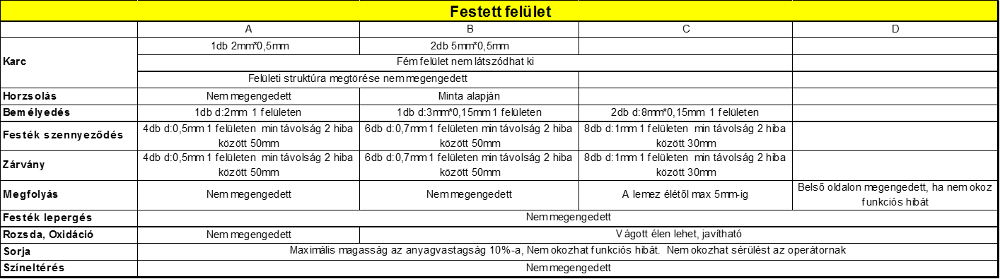 Festett felület
A B C D
Karc
1db 2mm*0,5mm 2db 5mm*0,5mm
Fém felület nem látszódhat ki
Felületi struktúra megtörése nem megengedett
Horzsolás Nem megengedett Minta alapján
Bemélyedés 1db d:2mm 1 felületen 1db d:3mm*0,15mm 1 felületen 2db d:8mm*0,15mm 1 felületen
Festék szennyeződés 4db d:0,5mm 1 felületen min távolság 2 hiba között 50mm 6db d:0,7mm 1 felületen min távolság 2 hiba között 50mm 8db d:1mm 1 felületen min távolság 2 hiba között 30mm
Zárvány 4db d:0,5mm 1 felületen min távolság 2 hiba között 50mm 6db d:0,7mm 1 felületen min távolság 2 hiba között 50mm 8db d:1mm 1 felületen min távolság 2 hiba között 30mm
Megfolyás Nem megengedett Nem megengedett A lemez élétől max 5mm-ig Belső oldalon megengedett, ha nem okoz funkciós hibát
Festék lepergés Nem megengedett
Rozsda, Oxidáció Nem megengedett Vágott élen lehet, javítható
Sorja Maximális magasság az anyagvastagság 10%-a, Nem okozhat funkciós hibát. Nem okozhat sérülést az operátornak
Színeltérés Nem megengedett